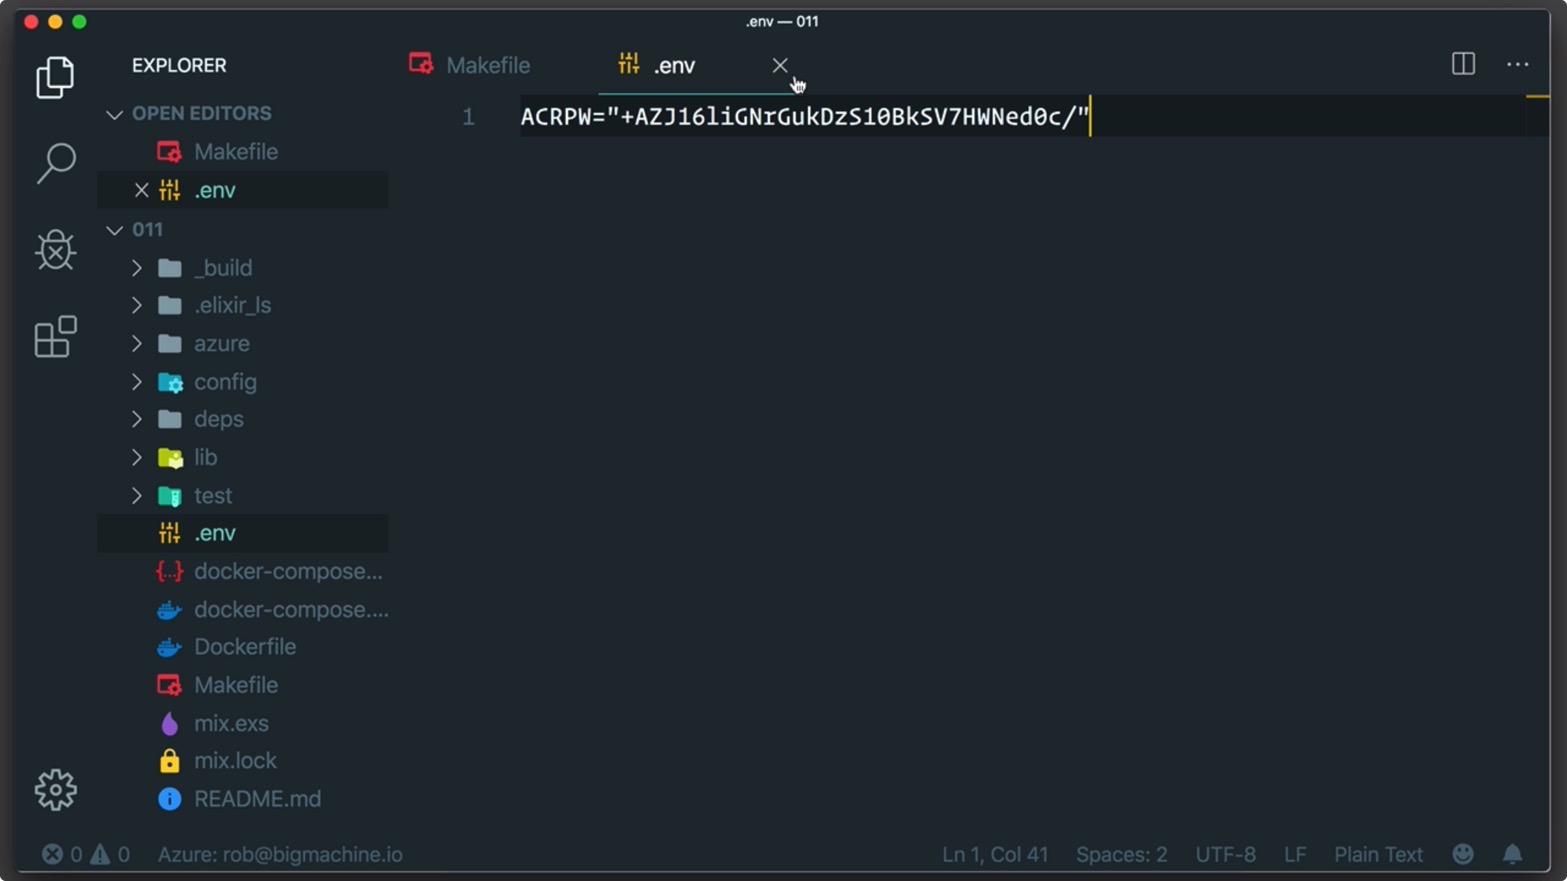 .env — 011
EXPLORER
Makefile
.env
OPEN EDITORS
Makefile
.env
011
_build
.elixir_ls
azure
config
deps
lib
test
.env
docker-compose...
docker-compose....
Dockerfile
Makefile
mix.exs
mix.lock
README.md
1 ACRPW="+AZJ16liGNrGukDzS10BkSV7HWNed0c/"
0 0 Azure: rob@bigmachine.io Ln 1, Col 41 Spaces: 2 UTF-8 LF Plain Text